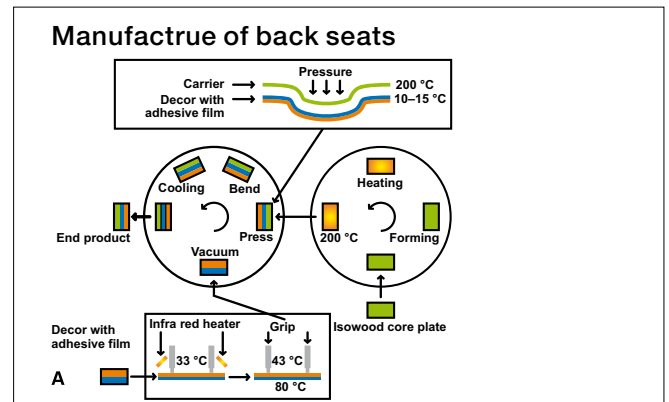 Manufactrue of back seats
Pressure
Carrier
200 °C
Decor with
adhesive film
10–15 °C
Cooling
Bend
Heating
End product
Press
200 °C
Forming
Vacuum
Isowood core plate
Decor with
adhesive film
Infra red heater
Grip
33 °C
43 °C
A
80 °C